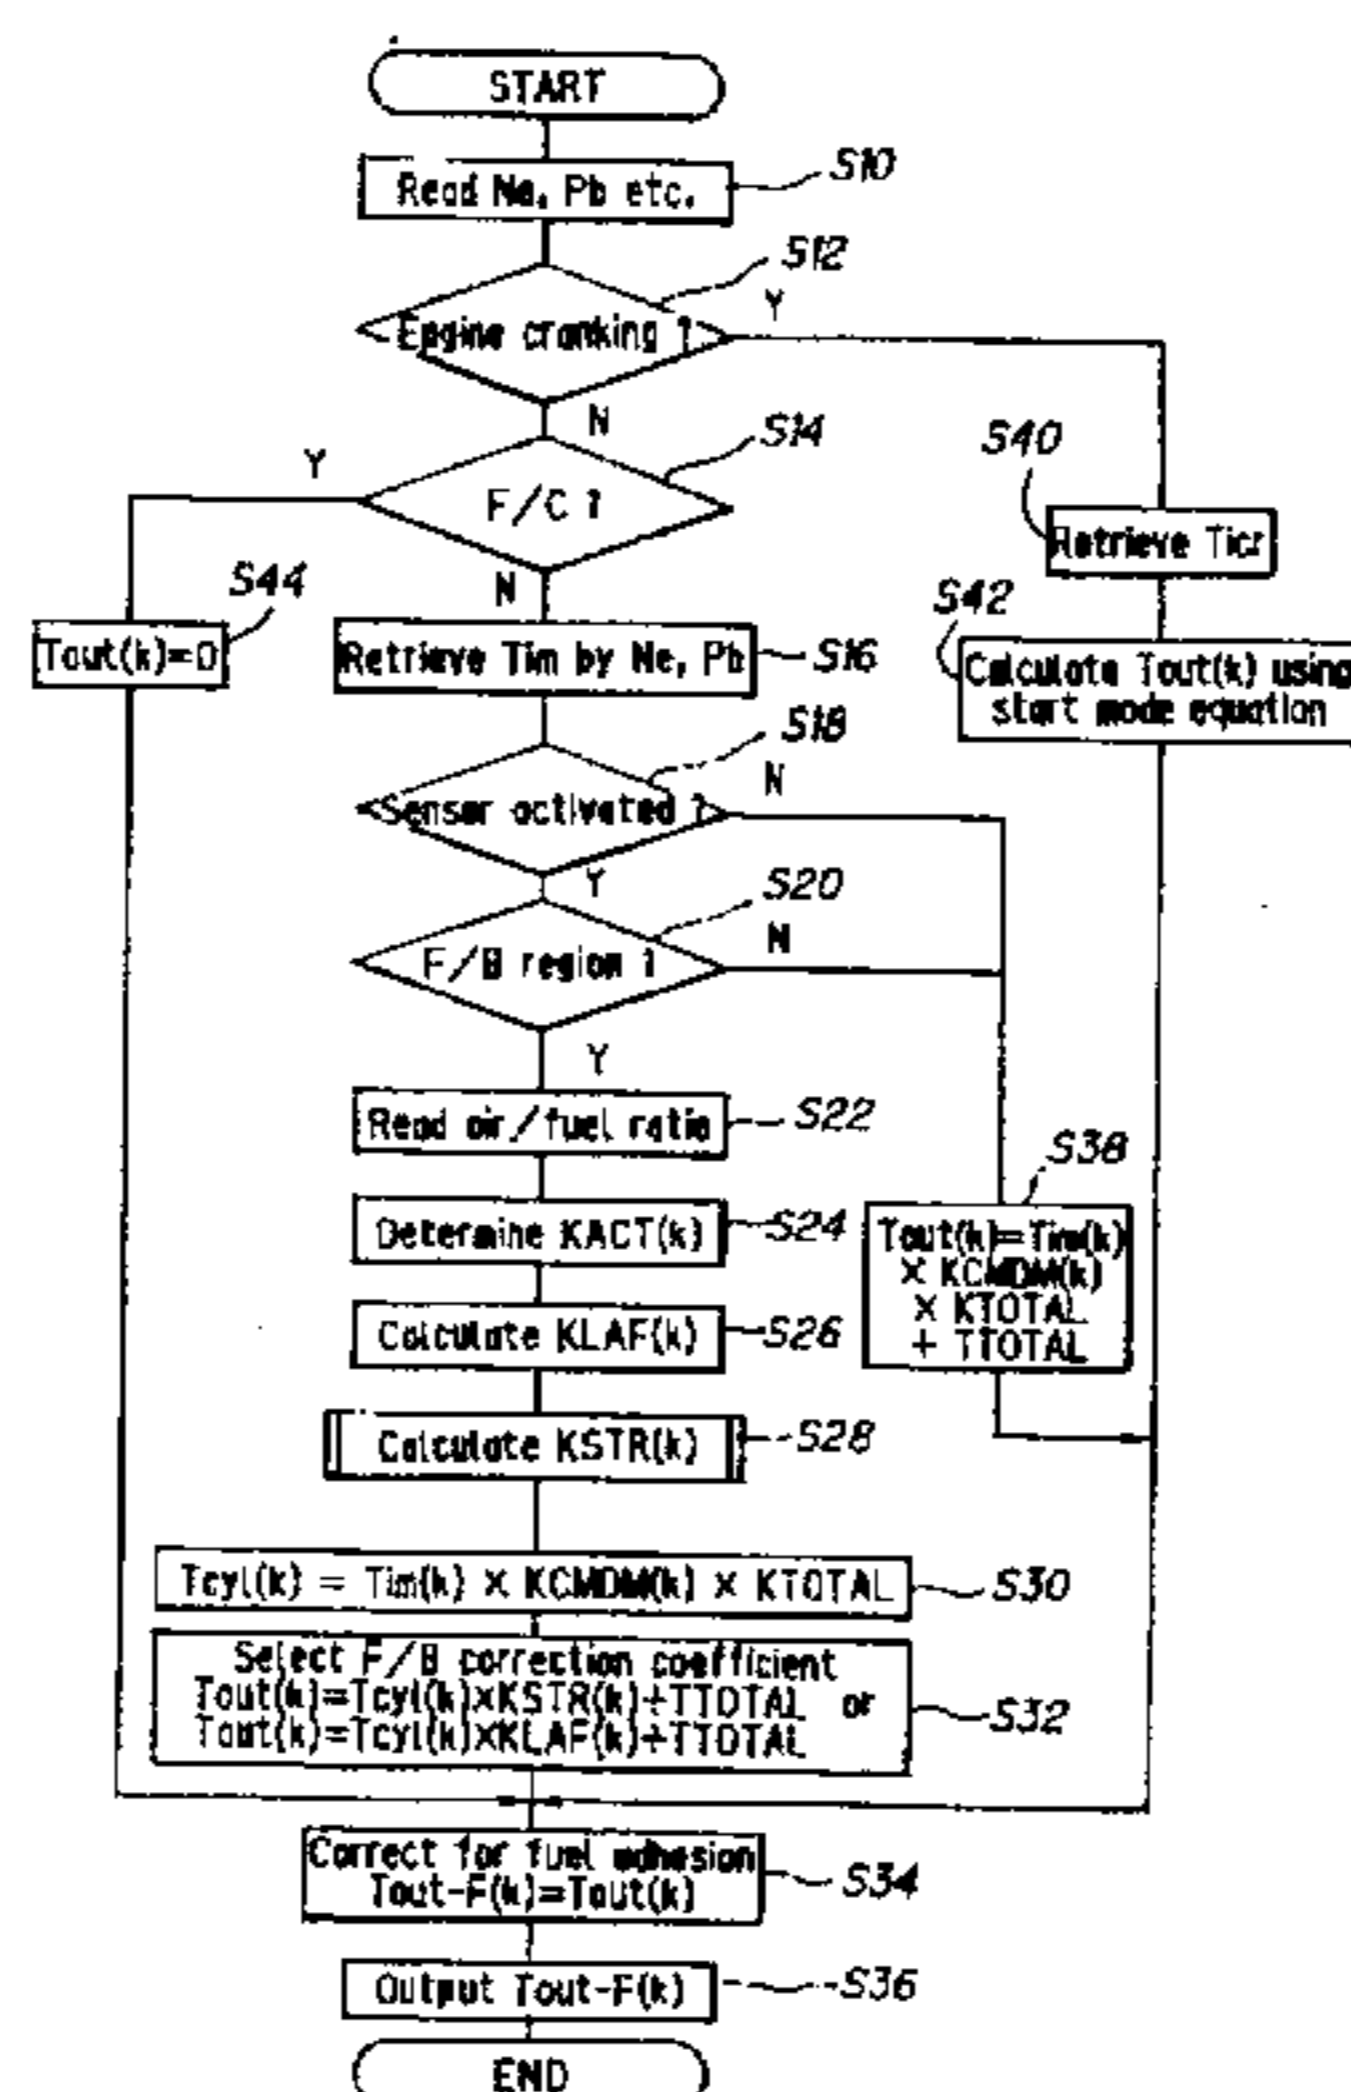 START
Read Ne, Pb etc.
S10
S12
Engine cranking ?
Y
N
S14
Y
F/C ?
S40
Retrieve Ticr
N
S44
Tout(k)=0
Retrieve Tim by Ne, Pb
S16
S42
Calculate Tout(k) using
start mode equation
S18
Sensor activated ?
N
Y
S20
F/B region ?
N
Y
Read air/fuel ratio
S22
S38
Tout(k)=Tim(k)
× KCMDM(k)
× KTOTAL
+ TTOTAL
Determine KACT(k)
S24
Calculate KLAF(k)
S26
Calculate KSTR(k)
S28
Tcyl(k) = Tim(k) × KCMDM(k) × KTOTAL
S30
Select F/B correction coefficient
Tout(k)=Tcyl(k)×KSTR(k)+TTOTAL or
Tout(k)=Tcyl(k)×KLAF(k)+TTOTAL
S32
Correct for fuel adhesion
Tout-F(k)=Tout(k)
S34
Output Tout-F(k)
S36
END